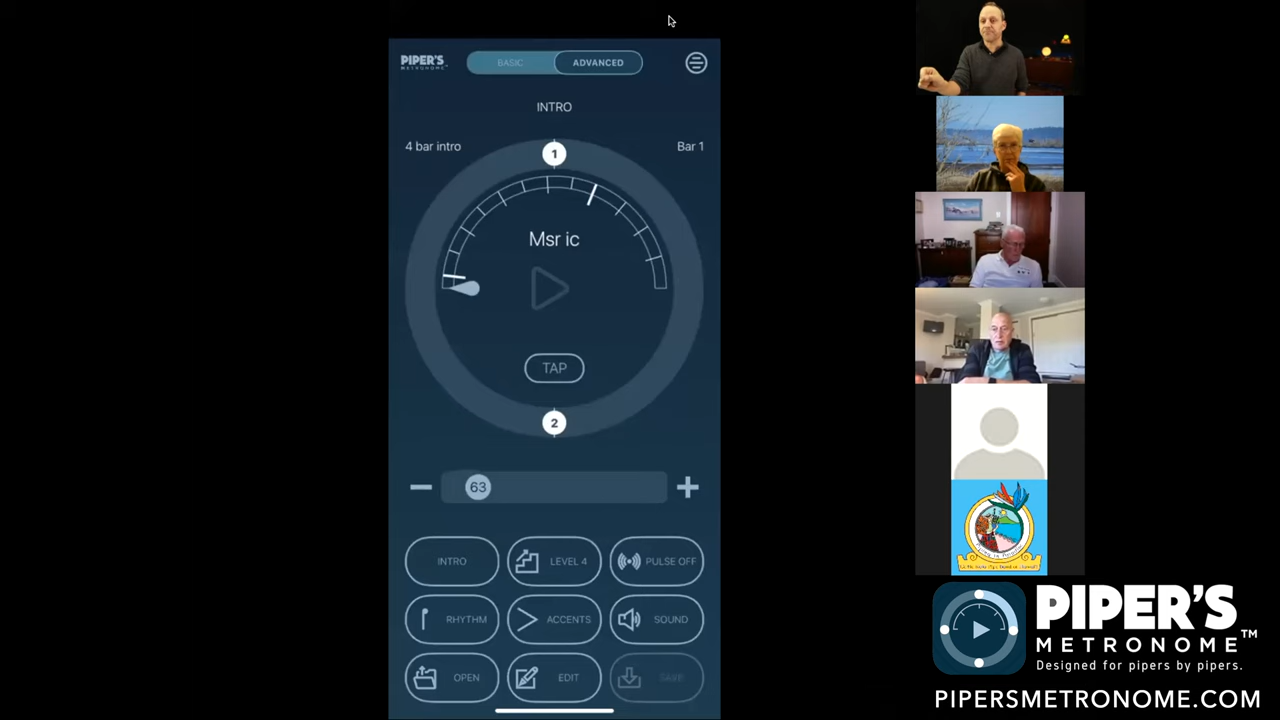 PIPER'S
METRONOME
BASIC
ADVANCED
INTRO
4 bar intro
Bar 1
1
Msr ic
TAP
2
63
INTRO
LEVEL 4
PULSE OFF
RHYTHM
ACCENTS
SOUND
OPEN
EDIT
SAVE
PIPER'S
METRONOME™
Designed for pipers by pipers.
PIPERSMETRONOME.COM